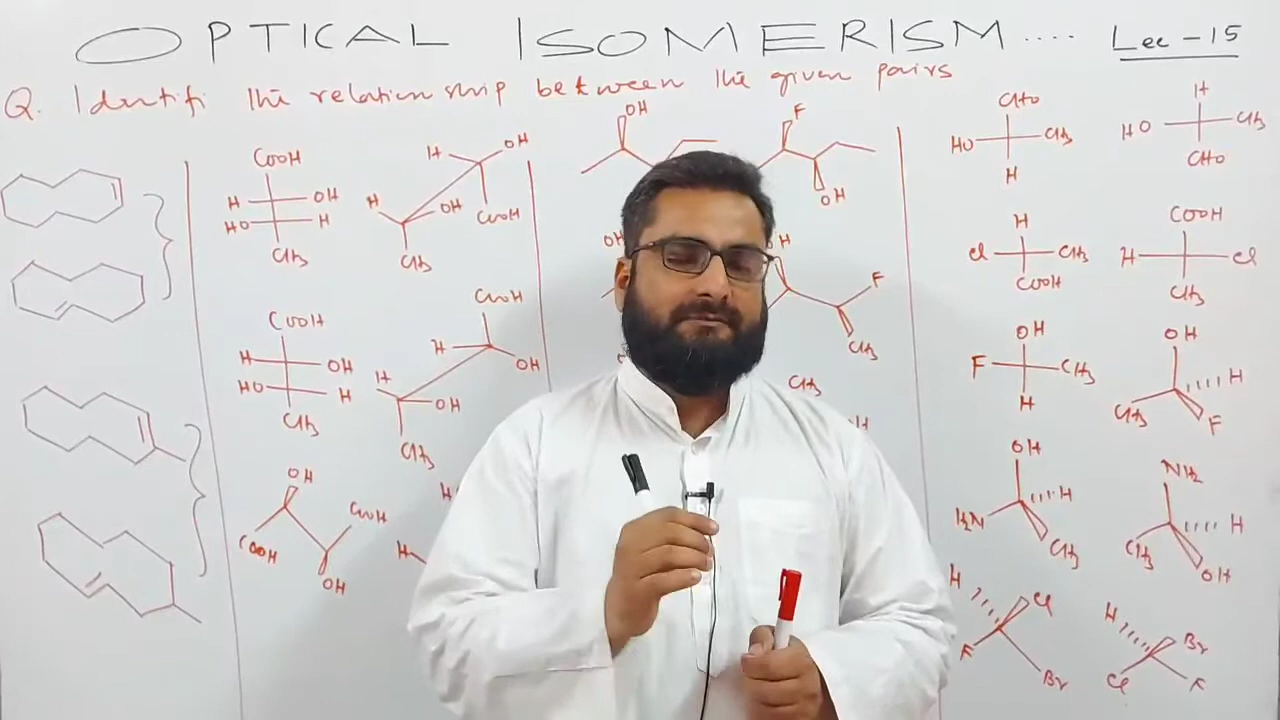 OPTICAL ISOMERISM .... Lec -15
Q. Identifi the relationship between the given pairs
COOH
H OH
HO H
CH3
H OH
H OH COOH
CH3
COOH
H OH
HO H
CH3
COOH
H OH
H OH
CH3
OH
COOH COOH
OH
OH
F
OH
OH
H
F
CH3
CH3
H
H
CHO
HO CH3
H
H
HO CH3
CHO
H
Cl CH3
COOH
COOH
H Cl
CH3
OH
F CH3
H
OH
H
CH3 F
OH
H
H2N CH3
NH2
H
CH3 OH
H Cl
F Br
H Br
Cl F